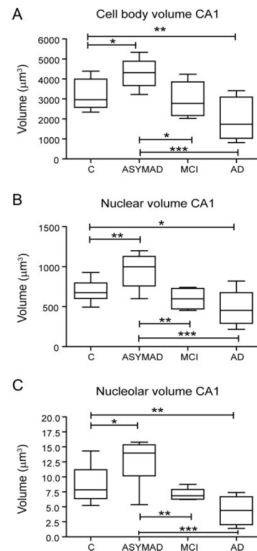 A
Cell body volume CA1
**
*
6000
5000
4000
3000
2000
1000
0
Volume (μm³)
*
***
C ASYMAD MCI AD
B
Nuclear volume CA1
*
**
1500
1000
500
0
Volume (μm³)
**
***
C ASYMAD MCI AD
C
Nucleolar volume CA1
**
*
20.0
17.5
15.0
12.5
10.0
7.5
5.0
2.5
0.0
Volume (μm³)
**
***
C ASYMAD MCI AD